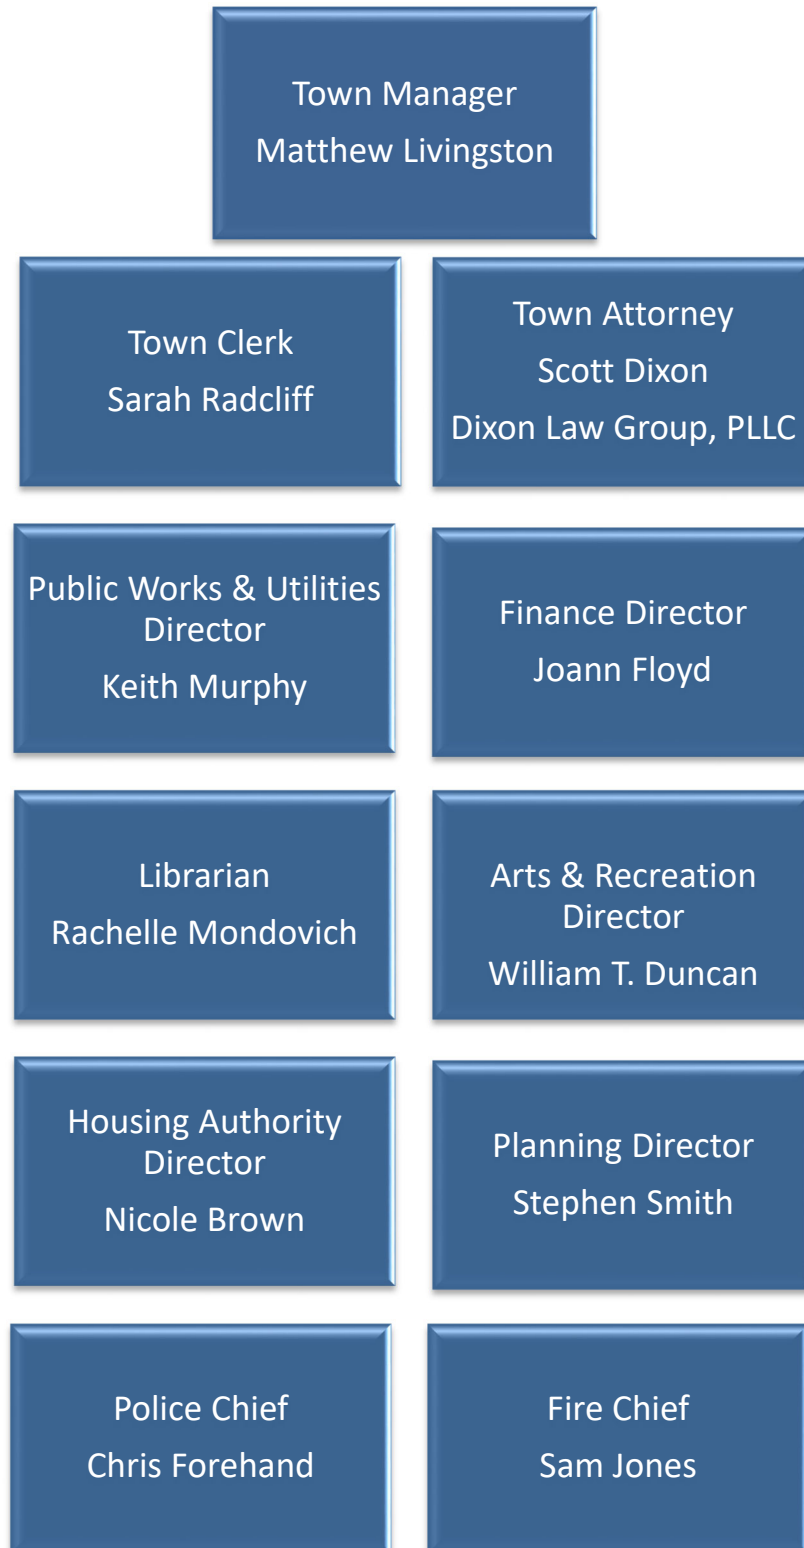 Town Manager
Matthew Livingston
Town Clerk
Sarah Radcliff
Town Attorney
Scott Dixon
Dixon Law Group, PLLC
Public Works & Utilities
Director
Keith Murphy
Finance Director
Joann Floyd
Librarian
Rachelle Mondovich
Arts & Recreation
Director
William T. Duncan
Housing Authority
Director
Nicole Brown
Planning Director
Stephen Smith
Police Chief
Chris Forehand
Fire Chief
Sam Jones